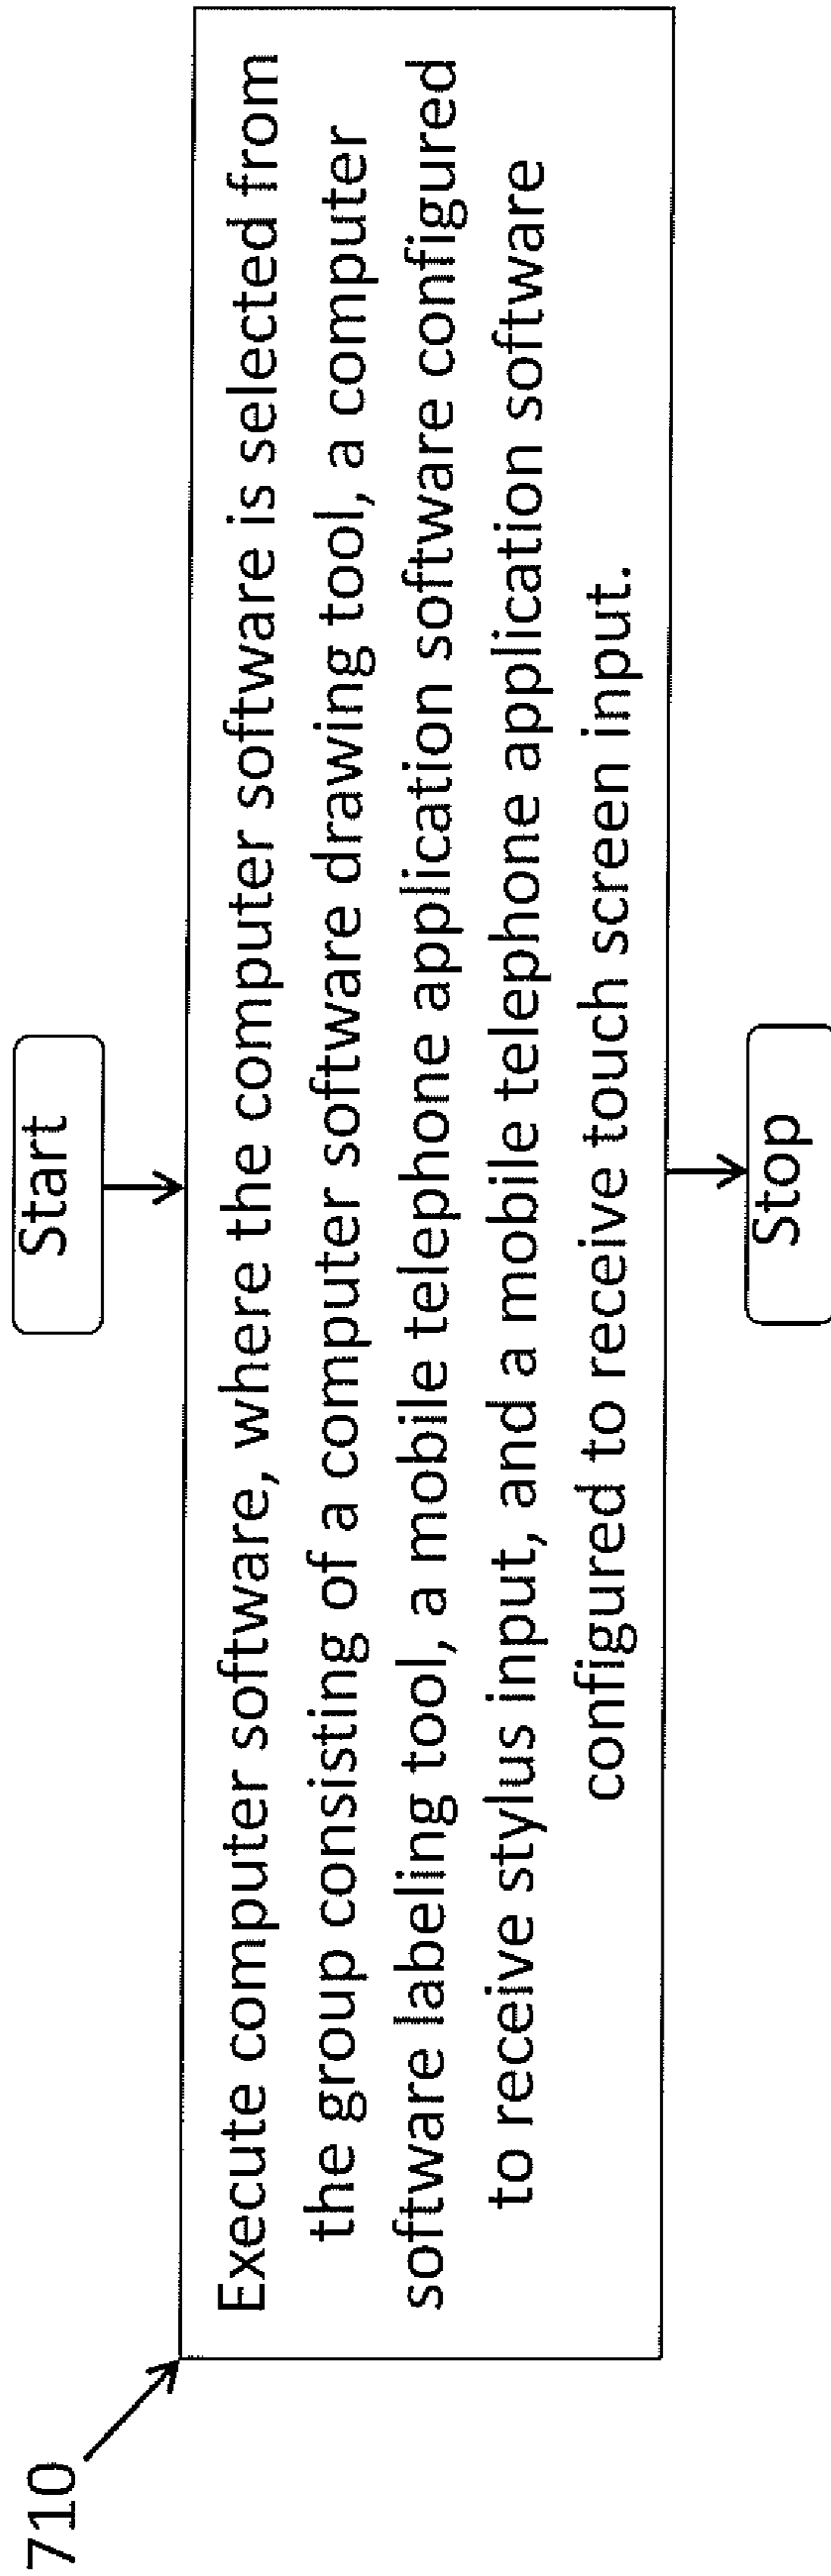 710
Start
Execute computer software, where the computer software is selected from
the group consisting of a computer software drawing tool, a computer
software labeling tool, a mobile telephone application software configured
to receive stylus input, and a mobile telephone application software
configured to receive touch screen input.
Stop